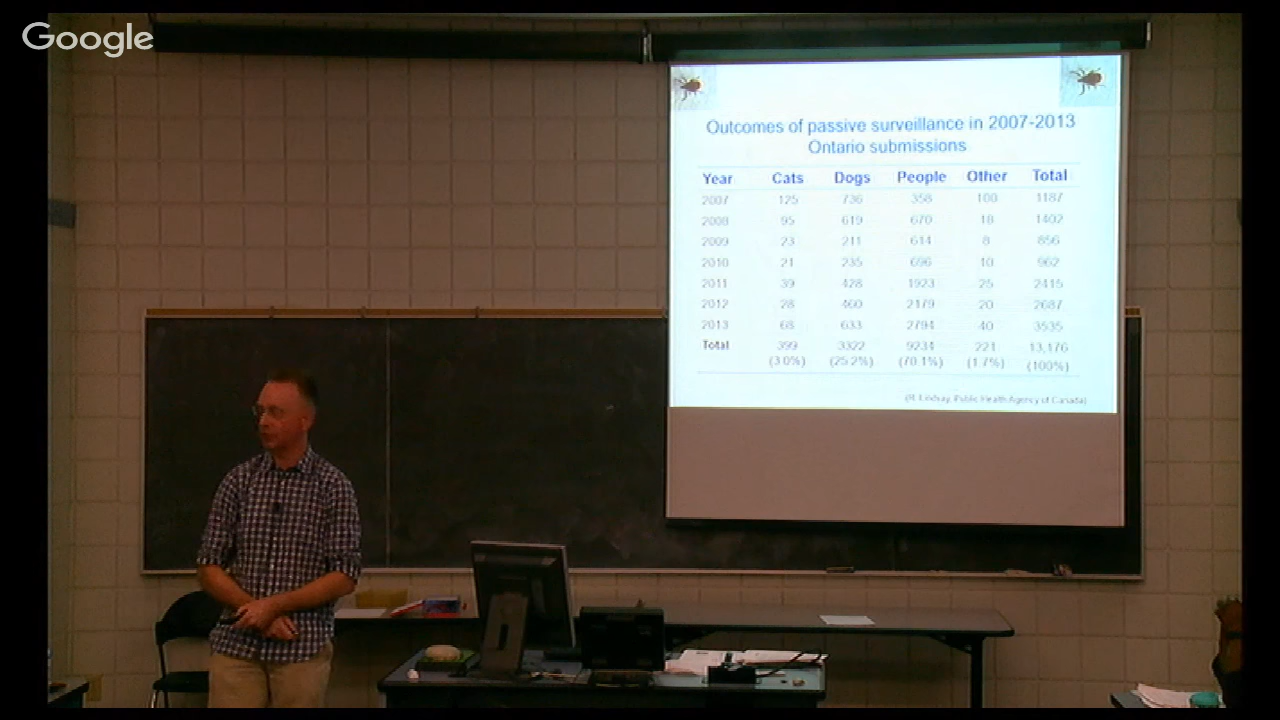 Google
Outcomes of passive surveillance in 2007-2013
Ontario submissions
Year Cats Dogs People Other Total
2007 125 736 358 100 1187
2008 95 619 670 18 1402
2009 23 211 614 8 856
2010 21 235 696 10 962
2011 39 428 1923 25 2415
2012 28 460 2179 20 2687
2013 68 633 2794 40 3535
Total 399 3322 9234 221 13,176
(3.0%) (25.2%) (70.1%) (1.7%) (100%)
(R. Lindsay, Public Health Agency of Canada)